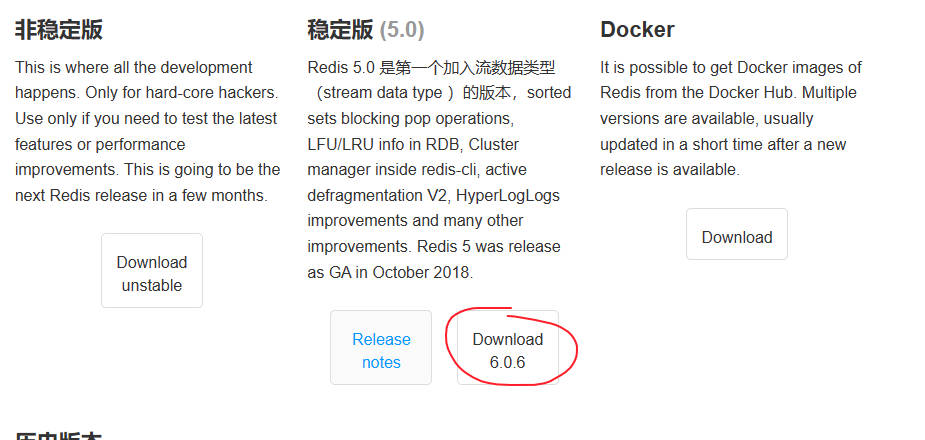 非稳定版
This is where all the development
happens. Only for hard-core hackers.
Use only if you need to test the latest
features or performance
improvements. This is going to be the
next Redis release in a few months.
Download
unstable
稳定版 (5.0)
Redis 5.0 是第一个加入流数据类型
（stream data type ）的版本，sorted
sets blocking pop operations,
LFU/LRU info in RDB, Cluster
manager inside redis-cli, active
defragmentation V2, HyperLogLogs
improvements and many other
improvements. Redis 5 was release
as GA in October 2018.
Release
notes
Download
6.0.6
Docker
It is possible to get Docker images of
Redis from the Docker Hub. Multiple
versions are available, usually
updated in a short time after a new
release is available.
Download
历史版本